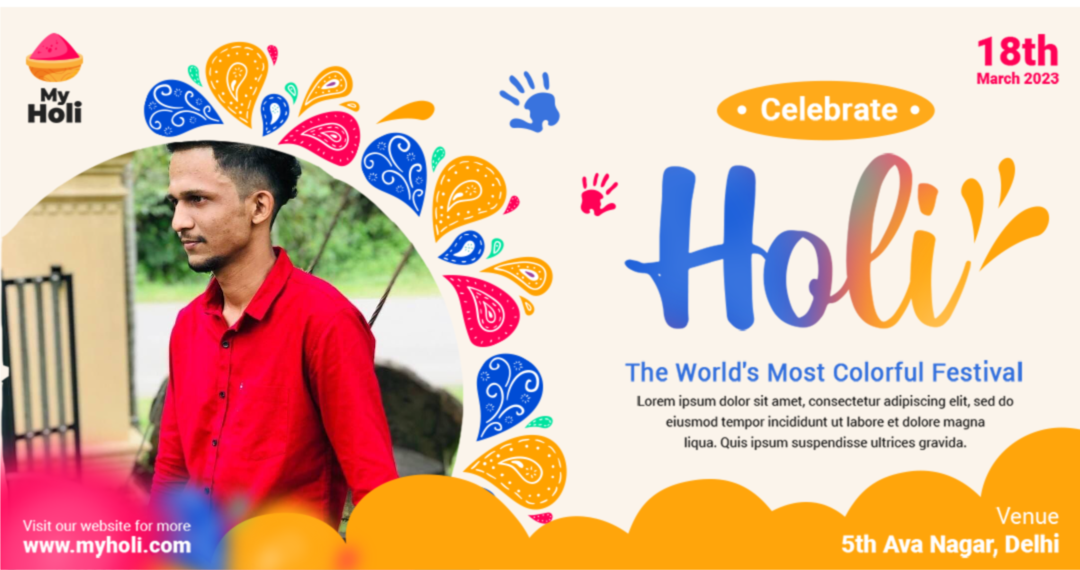 My
Holi
18th
March 2023
• Celebrate •
Holi
The World's Most Colorful Festival
Lorem ipsum dolor sit amet, consectetur adipiscing elit, sed do
eiusmod tempor incididunt ut labore et dolore magna
liqua. Quis ipsum suspendisse ultrices gravida.
Visit our website for more
www.myholi.com
Venue
5th Ava Nagar, Delhi